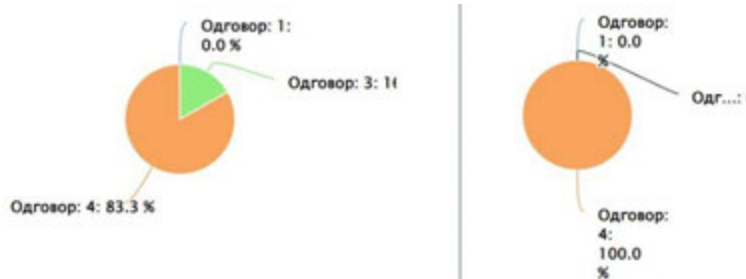 Одговор: 1:
0.0 %
Одговор: 3: 16
Одговор: 4: 83.3 %
Одговор:
1: 0.0
%
Одг...:
Одговор:
4:
100.0
%